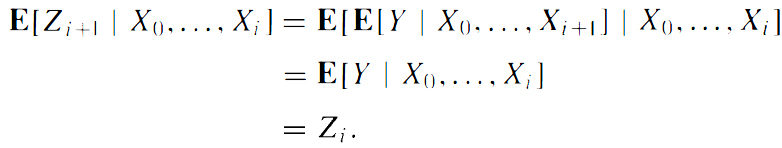 E[Z_{i+1} | X_0, …, X_i] = E[E[Y | X_0, …, X_{i+1}] | X_0, …, X_i]
= E[Y | X_0, …, X_i]
= Z_i.